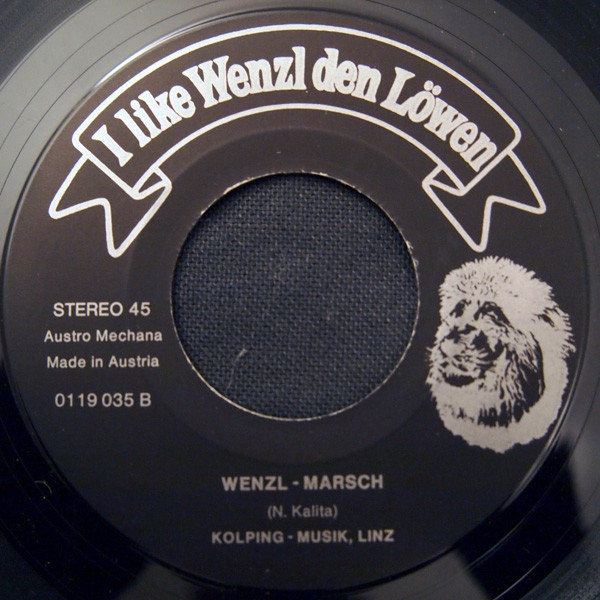 I like Wenzl den Löwen
STEREO 45
Austro Mechana
Made in Austria
0119 035 B
WENZL - MARSCH
(N. Kalita)
KOLPING - MUSIK, LINZ